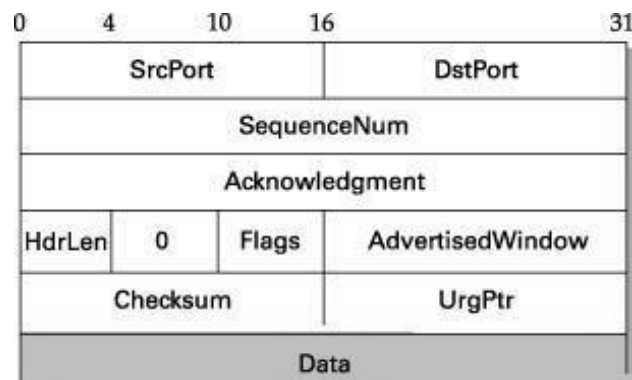 0 4 10 16 31
SrcPort DstPort
SequenceNum
Acknowledgment
HdrLen 0 Flags AdvertisedWindow
Checksum UrgPtr
Data